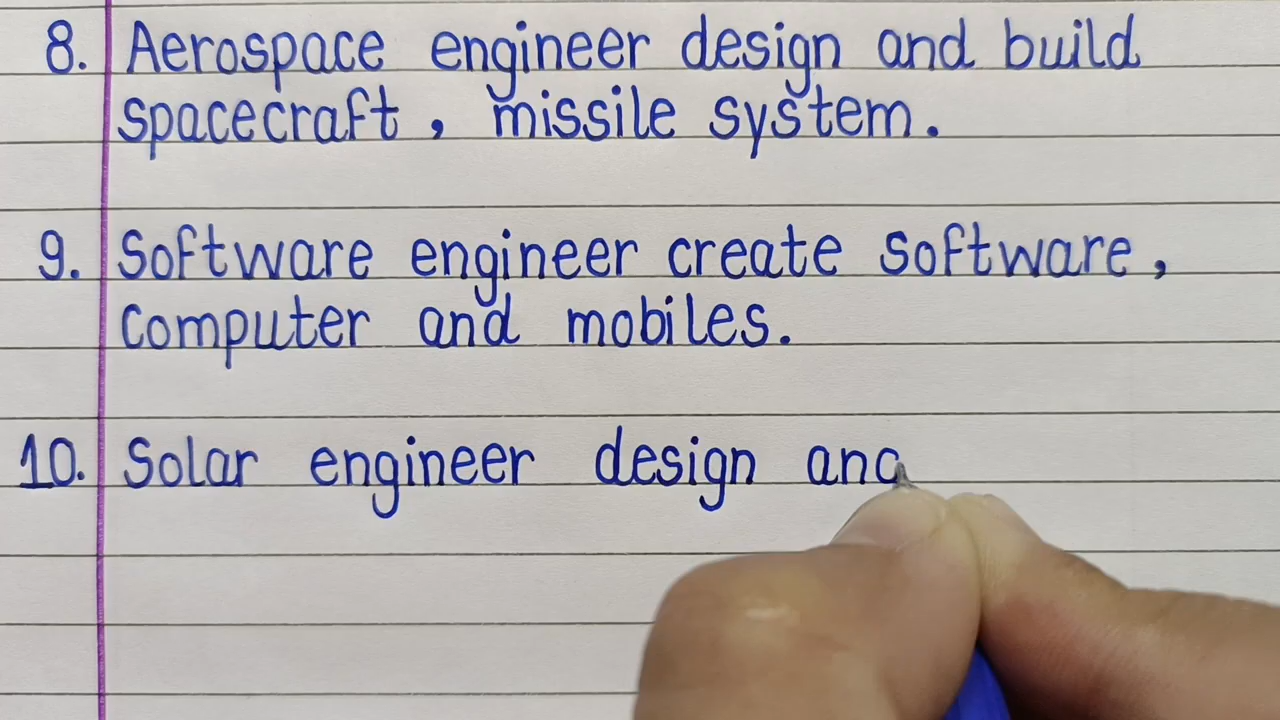 8. Aerospace engineer design and build
spacecraft, missile system.
9. Software engineer create software,
computer and mobiles.
10. Solar engineer design